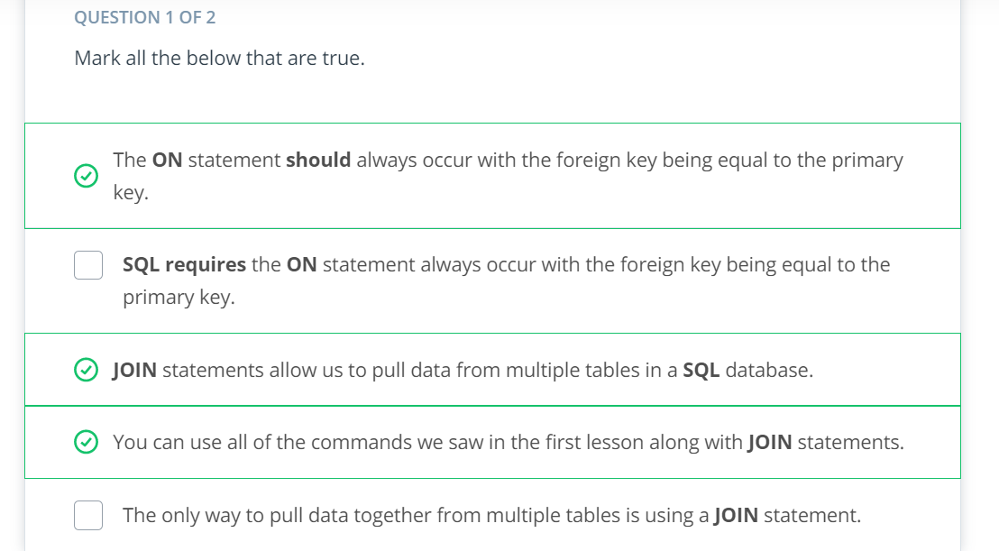 QUESTION 1 OF 2
Mark all the below that are true.
The ON statement should always occur with the foreign key being equal to the primary
key.
SQL requires the ON statement always occur with the foreign key being equal to the
primary key.
JOIN statements allow us to pull data from multiple tables in a SQL database.
You can use all of the commands we saw in the first lesson along with JOIN statements.
The only way to pull data together from multiple tables is using a JOIN statement.